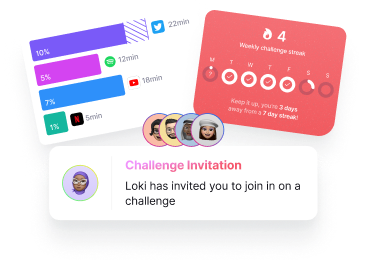 10%
22min
5%
12min
7%
18min
1%
5min
4
Weekly challenge streak
M T W T F S S
7
Keep it up, you're 3 days
away from a 7 day streak!
Challenge Invitation
Loki has invited you to join in on a
challenge